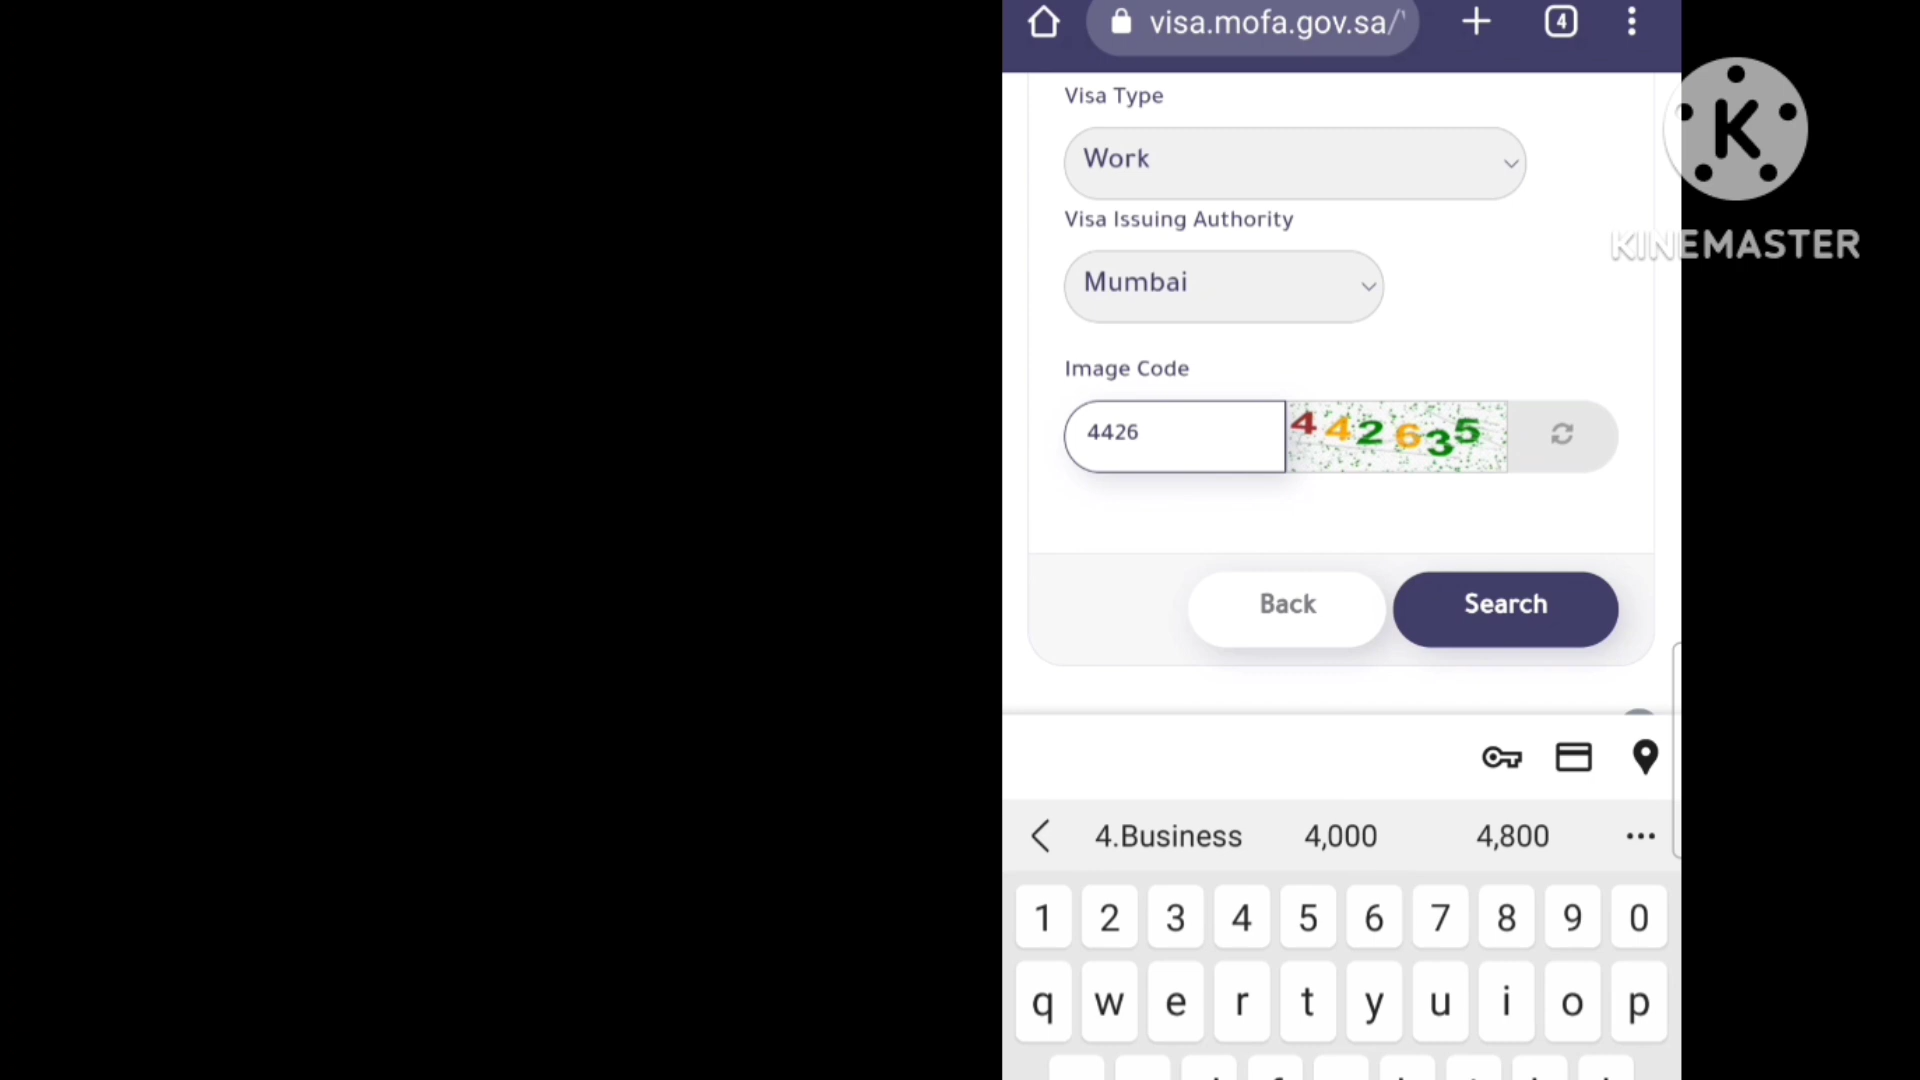 visa.mofa.gov.sa/
4
Visa Type
Work
Visa Issuing Authority
Mumbai
Image Code
4426
442635
Back
Search
K
KINEMASTER
4.Business 4,000 4,800
1 2 3 4 5 6 7 8 9 0
q w e r t y u i o p